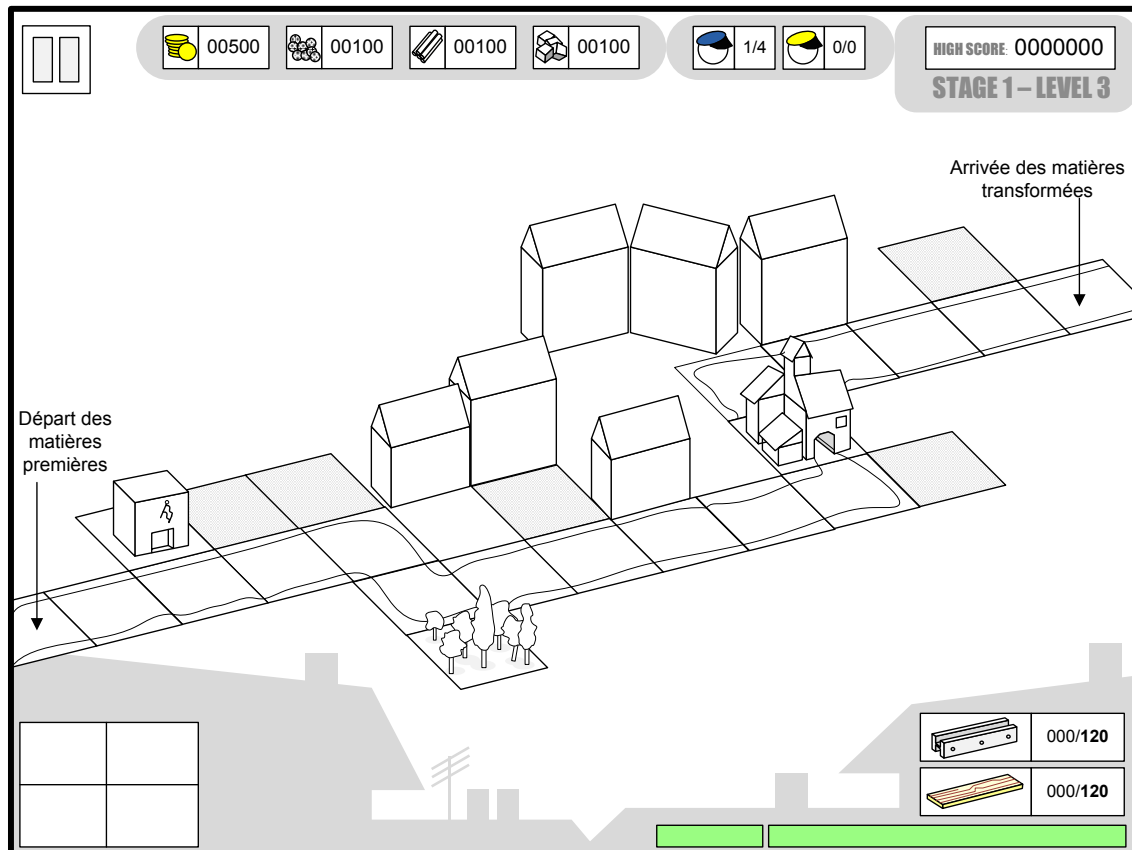 00500
00100
00100
00100
1/4
0/0
HIGH SCORE: 0000000
STAGE 1 – LEVEL 3
Arrivée des matières
transformées
Départ des
matières
premières
000/120
000/120